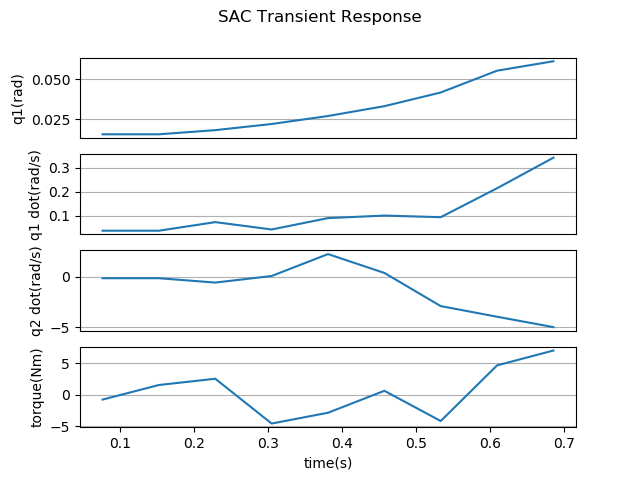 SAC Transient Response
q1(rad)
0.050
0.025
q1 dot(rad/s)
0.3
0.2
0.1
q2 dot(rad/s)
0
−5
torque(Nm)
5
0
−5
0.1 0.2 0.3 0.4 0.5 0.6 0.7
time(s)